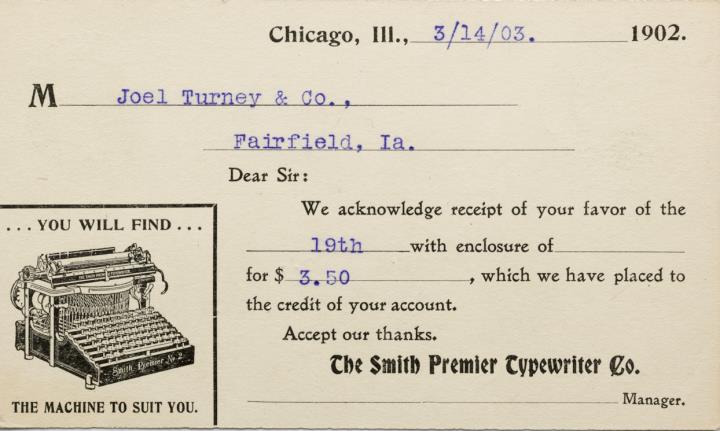 Chicago, Ill., 3/14/03. 1902.
M Joel Turney & Co.,
Fairfield, Ia.
Dear Sir:
We acknowledge receipt of your favor of the
19th with enclosure of
for $ 3.50, which we have placed to
the credit of your account.
Accept our thanks.
The Smith Premier Typewriter Co.
Manager.
... YOU WILL FIND ...
Smith Premier No 2
THE MACHINE TO SUIT YOU.